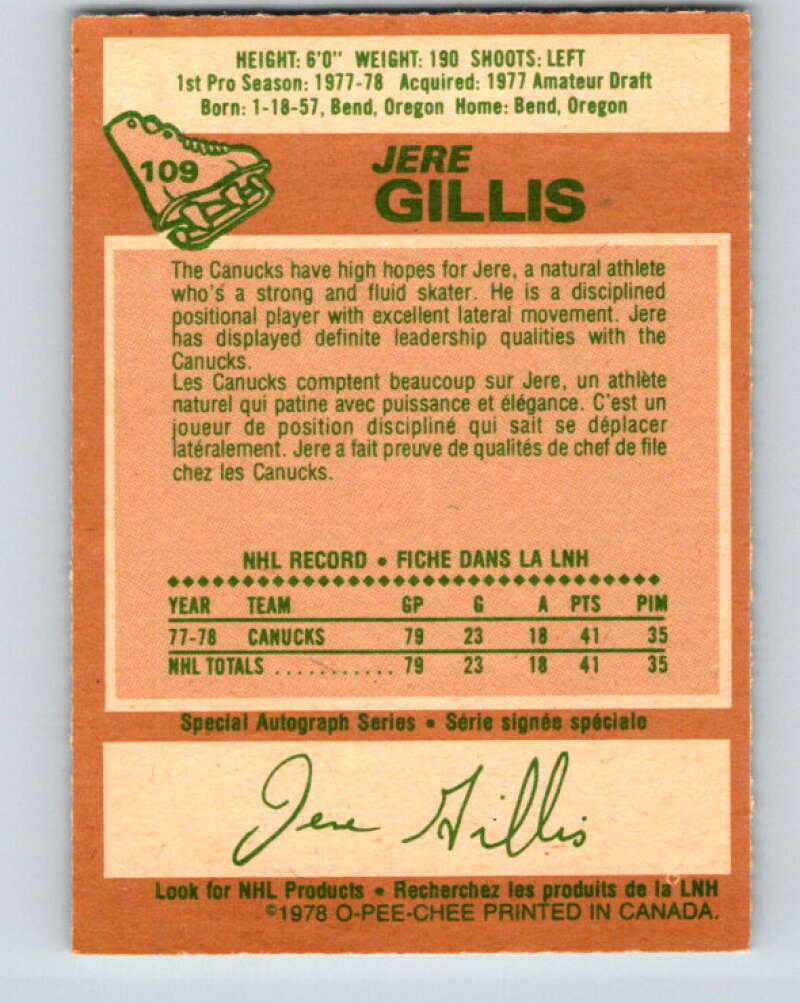 HEIGHT: 6'0" WEIGHT: 190 SHOOTS: LEFT
1st Pro Season: 1977-78 Acquired: 1977 Amateur Draft
Born: 1-18-57, Bend, Oregon Home: Bend, Oregon
109
JERE
GILLIS
The Canucks have high hopes for Jere, a natural athlete
who's a strong and fluid skater. He is a disciplined
positional player with excellent lateral movement. Jere
has displayed definite leadership qualities with the
Canucks.
Les Canucks comptent beaucoup sur Jere, un athlète
naturel qui patine avec puissance et élégance. C'est un
joueur de position discipliné qui sait se déplacer
latéralement. Jere a fait preuve de qualités de chef de file
chez les Canucks.
NHL RECORD • FICHE DANS LA LNH
YEAR TEAM GP G A PTS PIM
77-78 CANUCKS 79 23 18 41 35
NHL TOTALS ........... 79 23 18 41 35
Special Autograph Series • Série signée spéciale
Jere Gillis
Look for NHL Products • Recherchez les produits de la LNH
©1978 O-PEE-CHEE PRINTED IN CANADA.